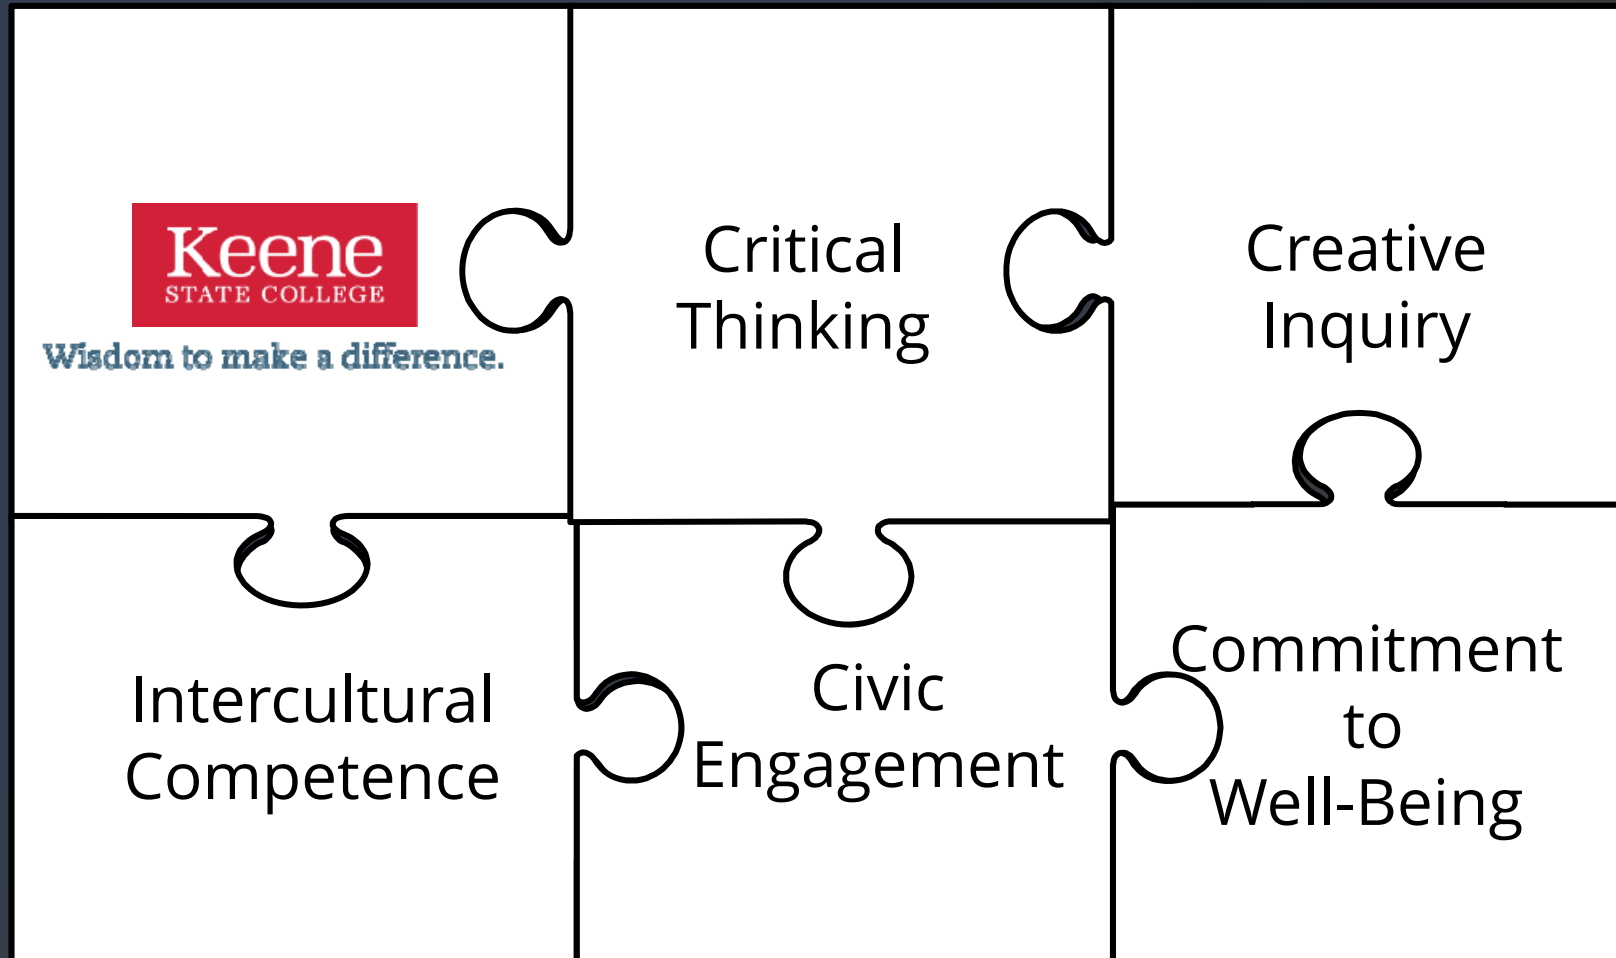 Keene
STATE COLLEGE
Wisdom to make a difference.
Critical
Thinking
Creative
Inquiry
Intercultural
Competence
Civic
Engagement
Commitment
to
Well-Being